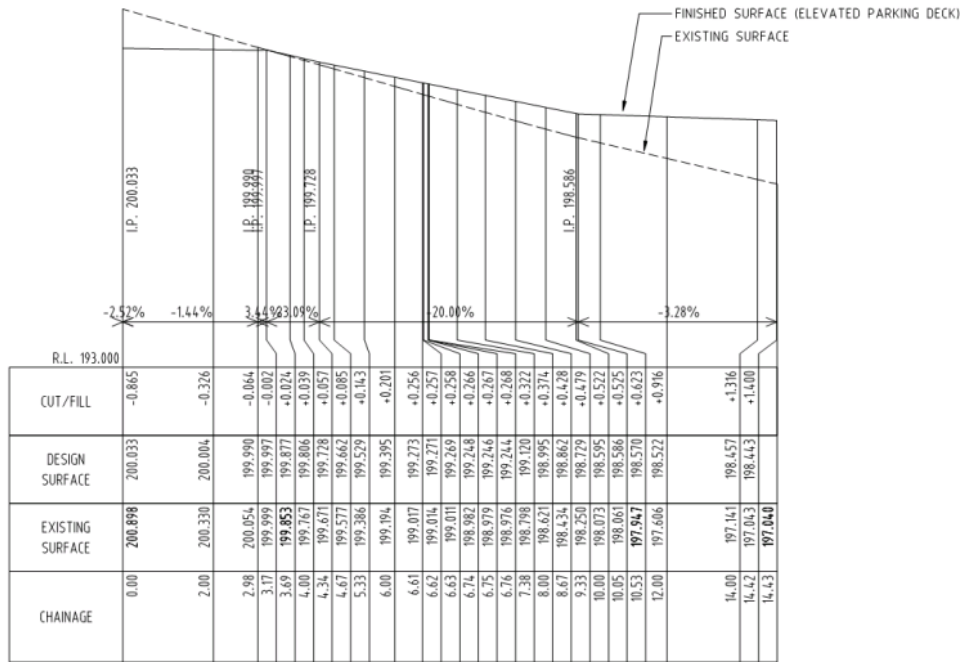 FINISHED SURFACE (ELEVATED PARKING DECK)
EXISTING SURFACE
I.P. 200.033
I.P. 199.990
I.P. 199.997
I.P. 199.728
I.P. 198.586
-2.52% -1.44% 3.44% -23.09% -20.00% -3.28%
R.L. 193.000
CUT/FILL -0.865 -0.326 -0.064 -0.002 +0.024 +0.039 +0.057 +0.085 +0.143 +0.201 +0.256 +0.257 +0.258 +0.266 +0.267 +0.268 +0.322 +0.374 +0.428 +0.479 +0.522 +0.525 +0.623 +0.916 +1.316 +1.400
DESIGN
SURFACE 200.033 200.004 199.990 199.997 199.877 199.806 199.728 199.662 199.529 199.395 199.273 199.271 199.269 199.248 199.246 199.244 199.120 198.995 198.862 198.729 198.595 198.586 198.570 198.522 198.457 198.443
EXISTING
SURFACE 200.898 200.330 200.054 199.999 199.853 199.767 199.671 199.577 199.386 199.194 199.017 199.014 199.011 198.982 198.979 198.976 198.798 198.621 198.434 198.250 198.073 198.061 197.947 197.606 197.141 197.043 197.040
CHAINAGE 0.00 2.00 2.98 3.17 3.69 4.00 4.34 4.67 5.33 6.00 6.61 6.62 6.63 6.74 6.75 6.76 7.38 8.00 8.67 9.33 10.00 10.05 10.53 12.00 14.00 14.42 14.43